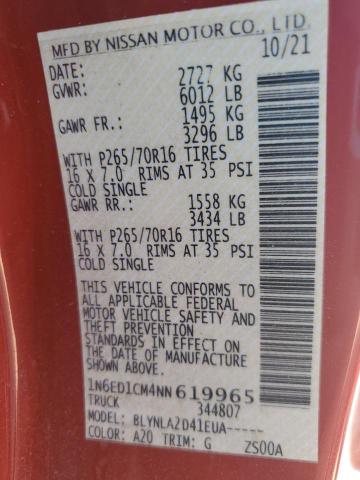 MFD BY NISSAN MOTOR CO., LTD.
DATE: 10/21
GVWR: 2727 KG
6012 LB
GAWR FR.: 1495 KG
3296 LB
WITH P265/70R16 TIRES
16 X 7.0 RIMS AT 35 PSI
COLD SINGLE
GAWR RR.: 1558 KG
3434 LB
WITH P265/70R16 TIRES
16 X 7.0 RIMS AT 35 PSI
COLD SINGLE
THIS VEHICLE CONFORMS TO
ALL APPLICABLE FEDERAL
MOTOR VEHICLE SAFETY AND
THEFT PREVENTION
STANDARDS IN EFFECT ON
THE DATE OF MANUFACTURE
SHOWN ABOVE.
1N6ED1CM4NN619965
TRUCK 344807
MODEL: BLYNLA2D41EUA-----
COLOR: A20 TRIM: G ZS00A